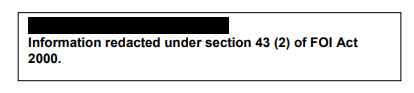 Information redacted under section 43 (2) of FOI Act
2000.